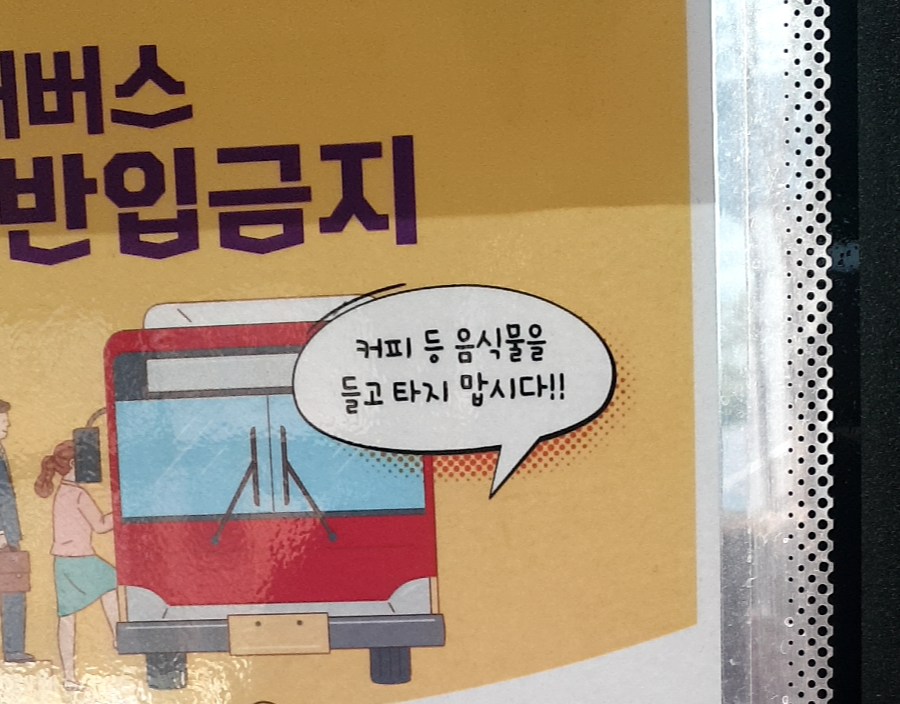 버스
반입금지
커피 등 음식물을
들고 타지 맙시다!!